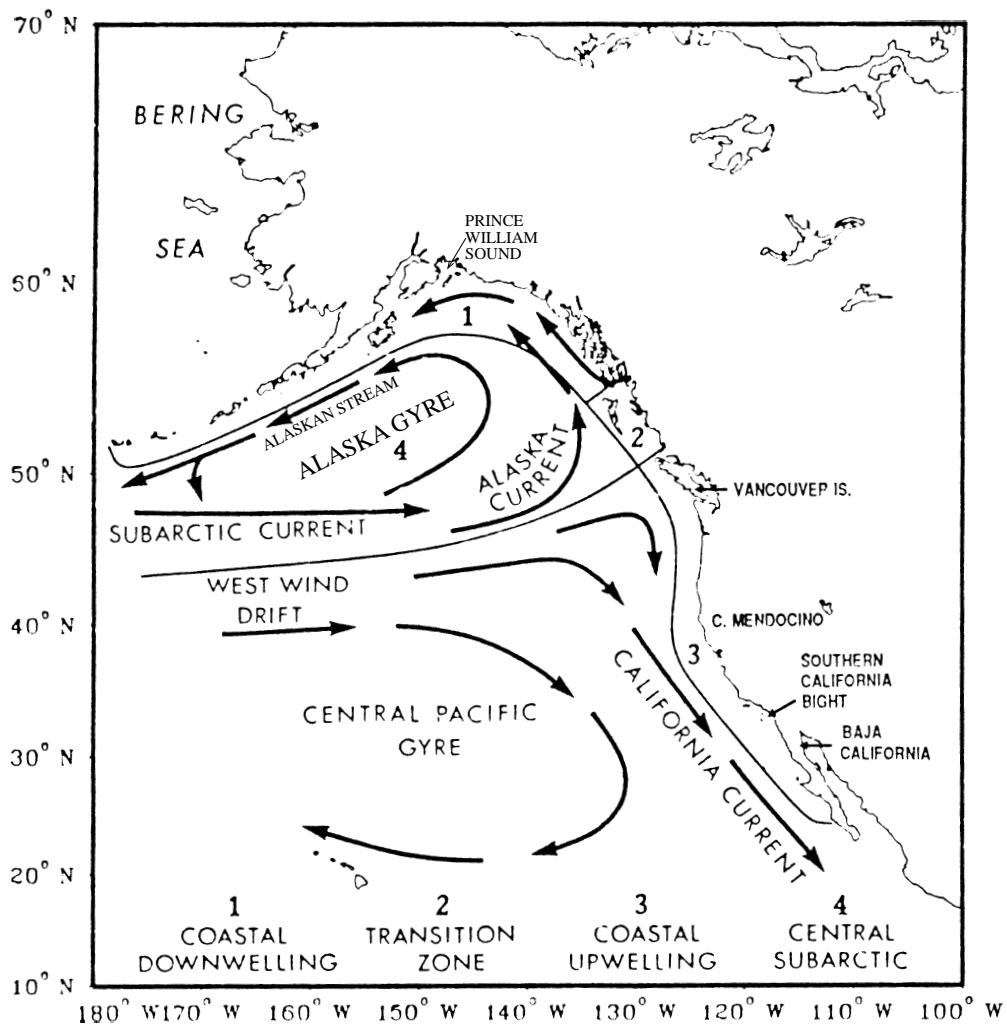 70° N
BERING
SEA
PRINCE
WILLIAM
SOUND
60° N
1
ALASKAN STREAM
ALASKA GYRE
4
ALASKA
CURRENT
2
50° N
VANCOUVER IS.
SUBARCTIC CURRENT
WEST WIND
DRIFT
40° N
C. MENDOCINO
3
SOUTHERN
CALIFORNIA
BIGHT
CENTRAL PACIFIC
GYRE
CALIFORNIA CURRENT
BAJA
CALIFORNIA
30° N
20° N
1
COASTAL
DOWNWELLING
2
TRANSITION
ZONE
3
COASTAL
UPWELLING
4
CENTRAL
SUBARCTIC
10° N
180° W 170° W 160° W 150° W 140° W 130° W 120° W 110° W 100° W